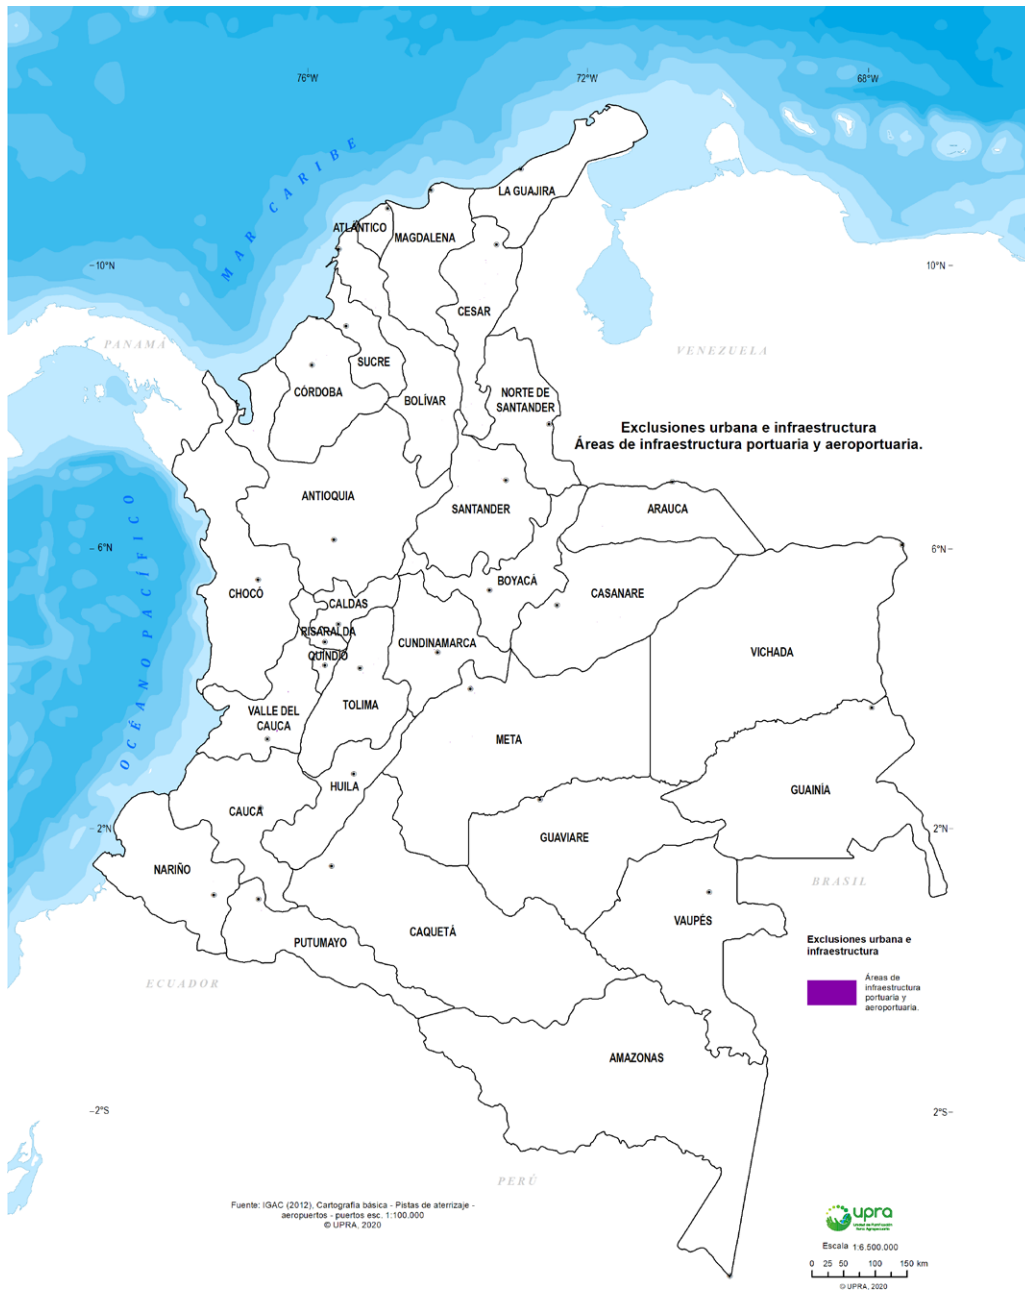 76°W
72°W
68°W
MAR CARIBE
LA GUAJIRA
ATLÁNTICO
MAGDALENA
10°N
10°N
CESAR
PANAMÁ
VENEZUELA
SUCRE
CÓRDOBA
BOLÍVAR
NORTE DE
SANTANDER
Exclusiones urbana e infraestructura
Áreas de infraestructura portuaria y aeroportuaria.
ANTIOQUIA
SANTANDER
ARAUCA
OCÉANO PACÍFICO
6°N
6°N
CHOCÓ
BOYACÁ
CASANARE
CALDAS
RISARALDA
CUNDINAMARCA
QUINDÍO
VICHADA
TOLIMA
VALLE DEL
CAUCA
META
HUILA
GUAINÍA
CAUCA
2°N
2°N
GUAVIARE
NARIÑO
BRASIL
VAUPÉS
CAQUETÁ
PUTUMAYO
Exclusiones urbana e
infraestructura
ECUADOR
Áreas de
infraestructura
portuaria y
aeroportuaria.
AMAZONAS
2°S
2°S
PERÚ
Fuente: IGAC (2012), Cartografía básica - Pistas de aterrizaje -
aeropuertos - puertos esc. 1:100.000
© UPRA, 2020
upra
Escala 1:6.500.000
0 25 50 100 150 km
© UPRA, 2020